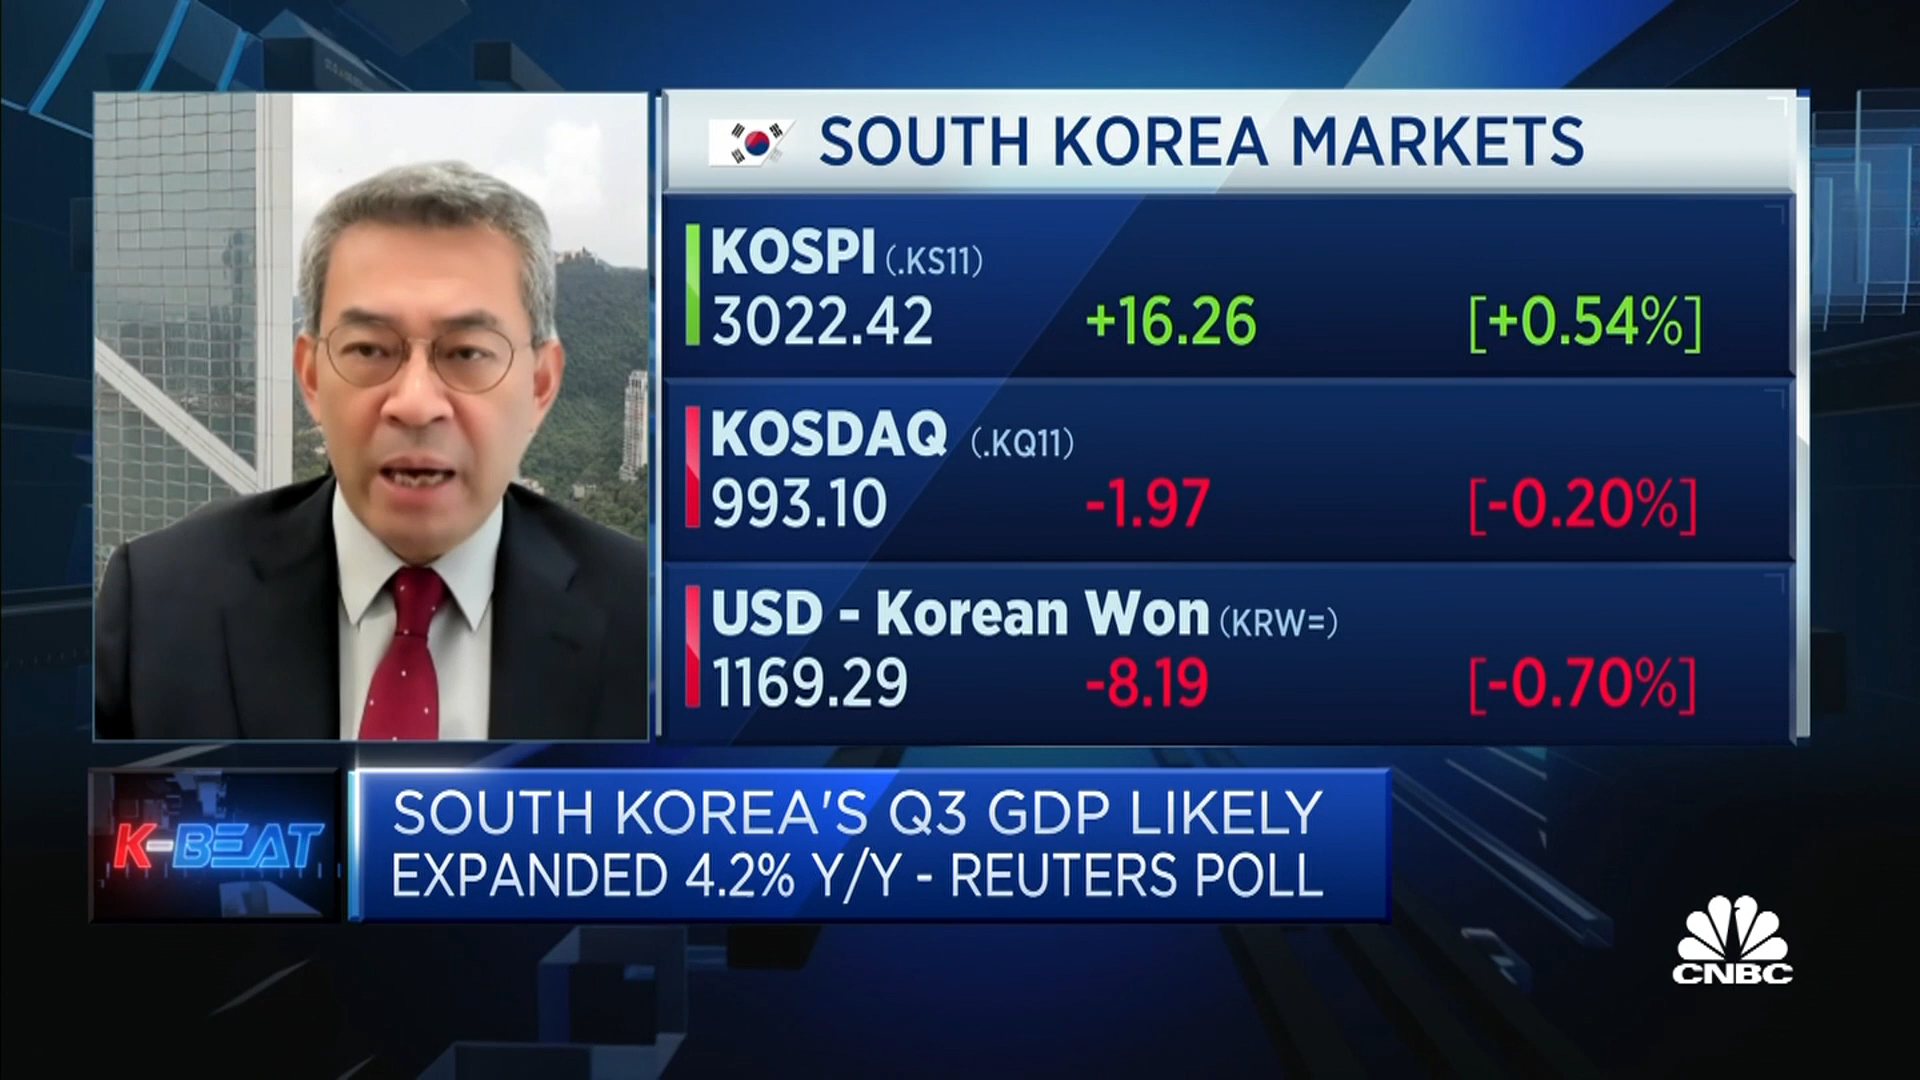 SOUTH KOREA MARKETS
KOSPI (.KS11)
3022.42 +16.26 [+0.54%]
KOSDAQ (.KQ11)
993.10 -1.97 [-0.20%]
USD - Korean Won (KRW=)
1169.29 -8.19 [-0.70%]
K-BEAT
SOUTH KOREA'S Q3 GDP LIKELY
EXPANDED 4.2% Y/Y - REUTERS POLL
CNBC